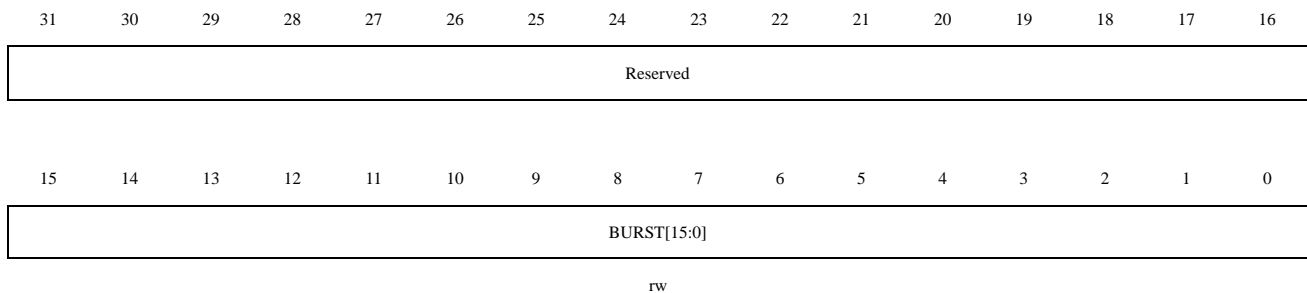 31 30 29 28 27 26 25 24 23 22 21 20 19 18 17 16
Reserved
15 14 13 12 11 10 9 8 7 6 5 4 3 2 1 0
BURST[15:0]
rw